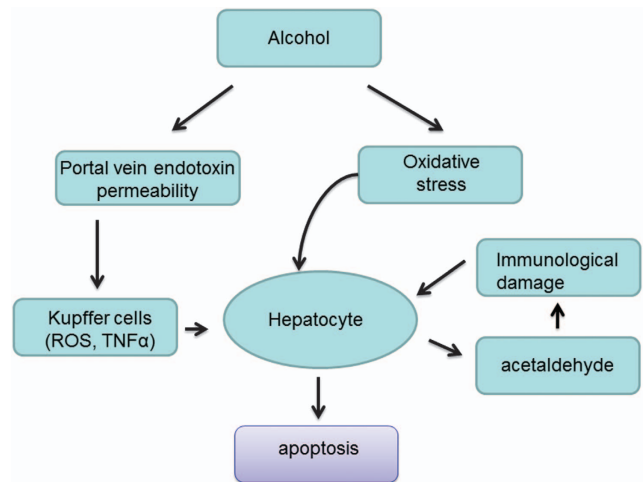 Alcohol
Portal vein endotoxin
permeability
Oxidative
stress
Immunological
damage
Kupffer cells
(ROS, TNFα)
Hepatocyte
acetaldehyde
apoptosis